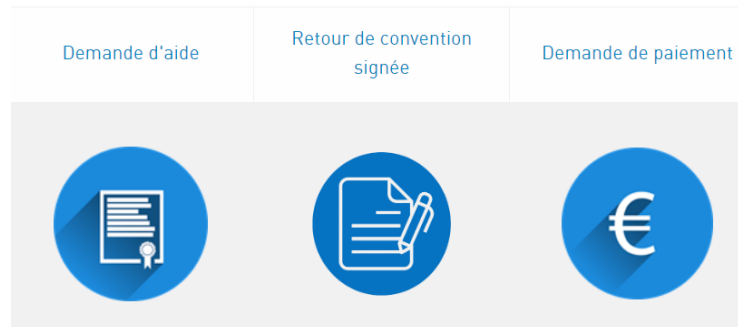 Demande d'aide
Retour de convention
signée
Demande de paiement
€